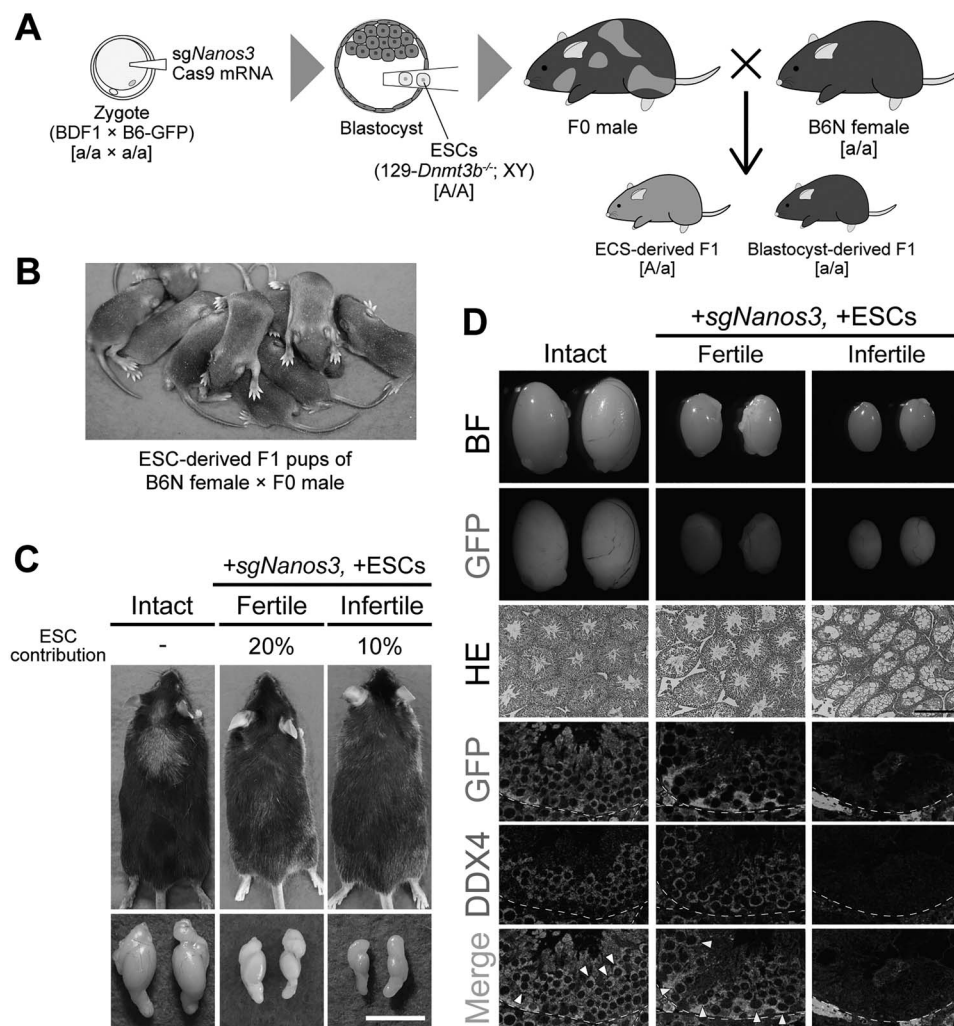 A
sgNanos3
Cas9 mRNA
Zygote
(BDF1 × B6-GFP)
[a/a × a/a]
Blastocyst
ESCs
(129-Dnmt3b-/-; XY)
[A/A]
F0 male
×
B6N female
[a/a]
ECS-derived F1
[A/a]
Blastocyst-derived F1
[a/a]
B
ESC-derived F1 pups of
B6N female × F0 male
C
+sgNanos3, +ESCs
Intact
Fertile
Infertile
ESC
contribution
-
20%
10%
D
+sgNanos3, +ESCs
Intact
Fertile
Infertile
BF
GFP
HE
GFP
DDX4
Merge